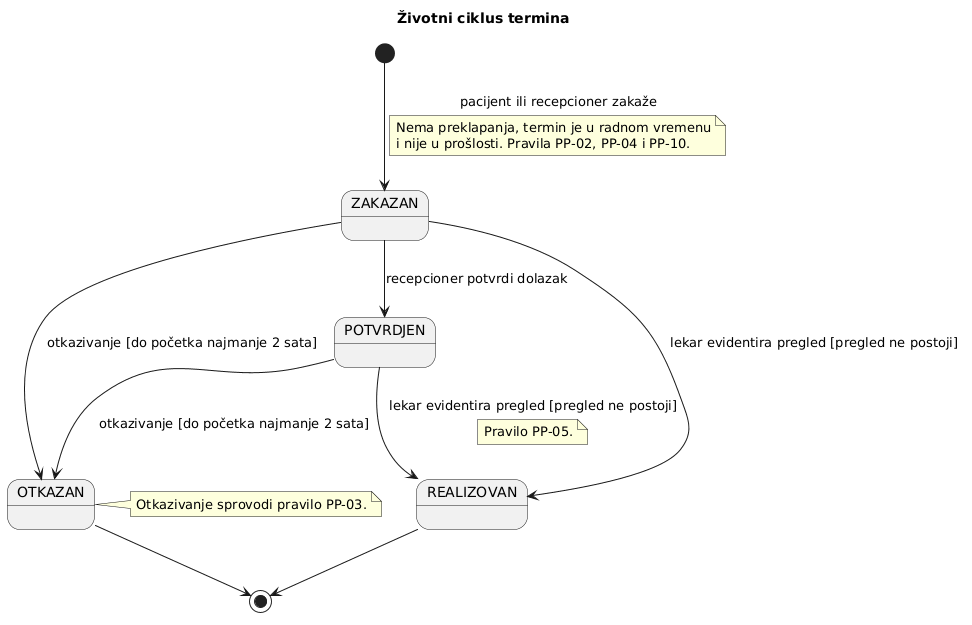 Životni ciklus termina
pacijent ili recepcioner zakaže
Nema preklapanja, termin je u radnom vremenu
i nije u prošlosti. Pravila PP-02, PP-04 i PP-10.
ZAKAZAN
recepcioner potvrdi dolazak
POTVRDJEN
otkazivanje [do početka najmanje 2 sata]
lekar evidentira pregled [pregled ne postoji]
otkazivanje [do početka najmanje 2 sata]
lekar evidentira pregled [pregled ne postoji]
Pravilo PP-05.
OTKAZAN
Otkazivanje sprovodi pravilo PP-03.
REALIZOVAN